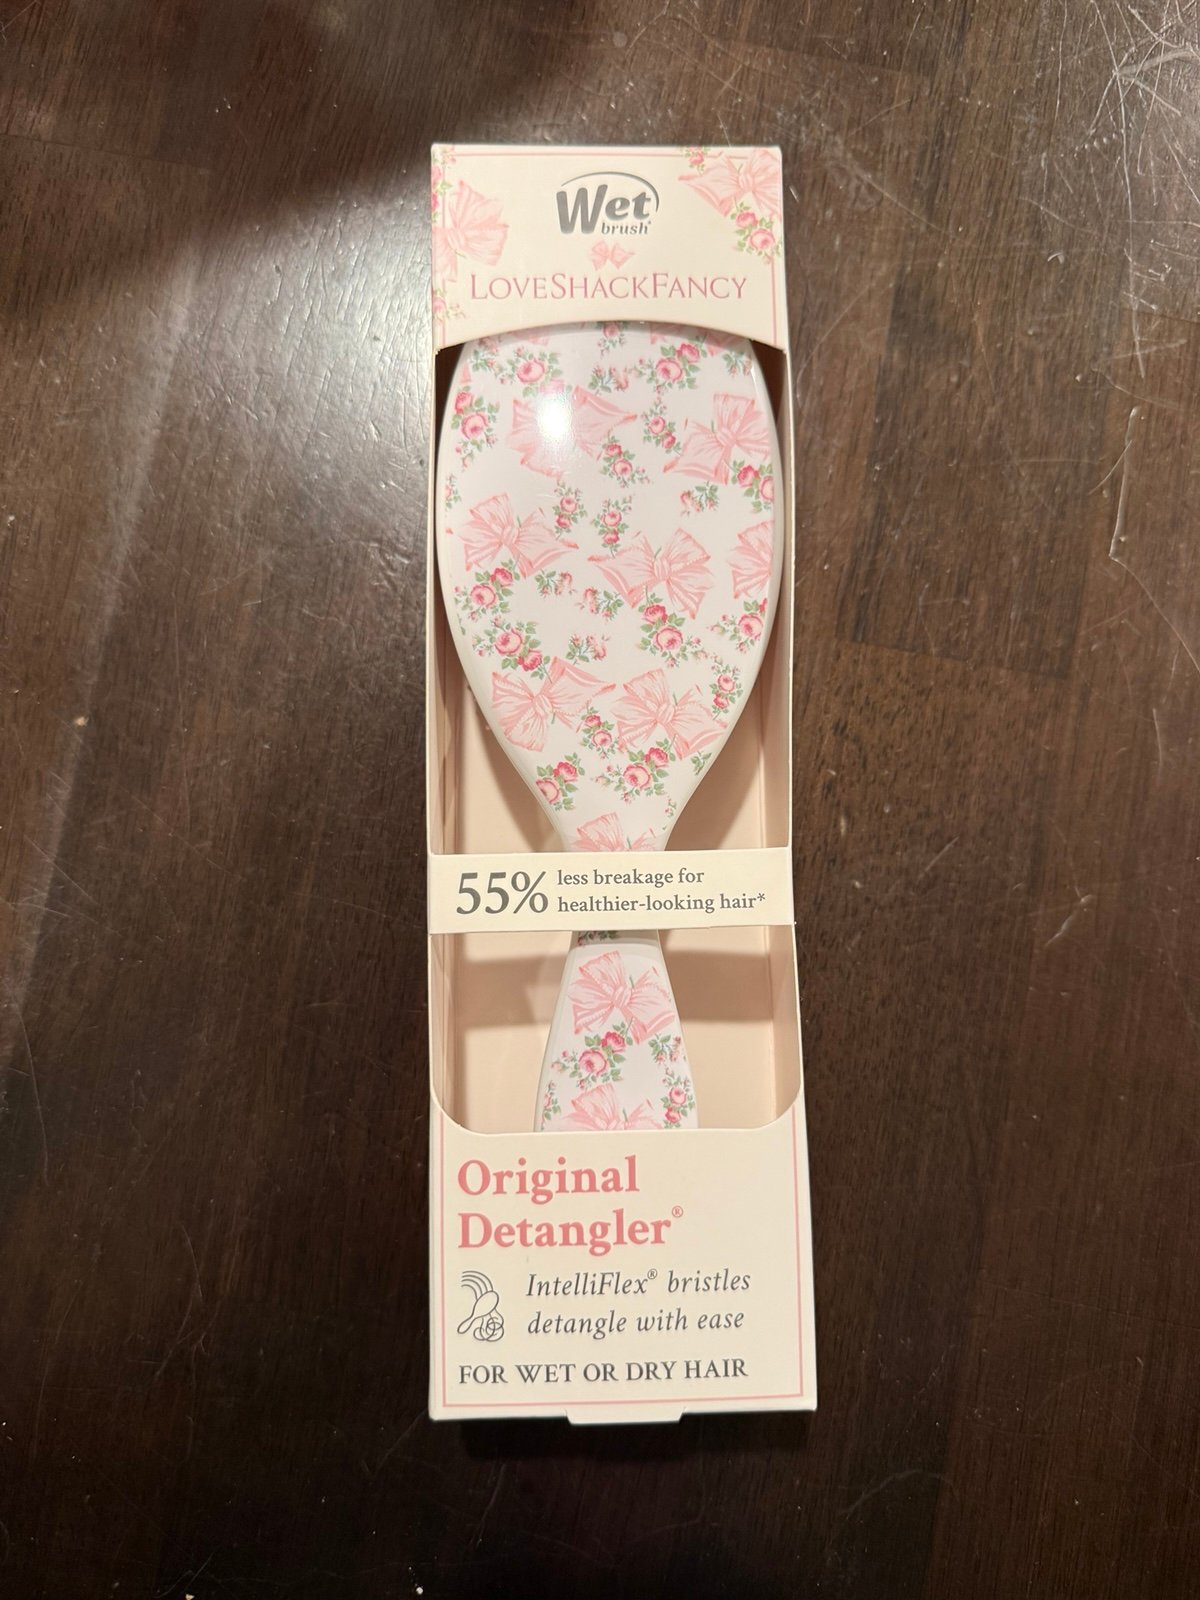 Wet
brush®
LOVESHACKFANCY
55% less breakage for
healthier-looking hair*
Original
Detangler®
IntelliFlex® bristles
detangle with ease
FOR WET OR DRY HAIR